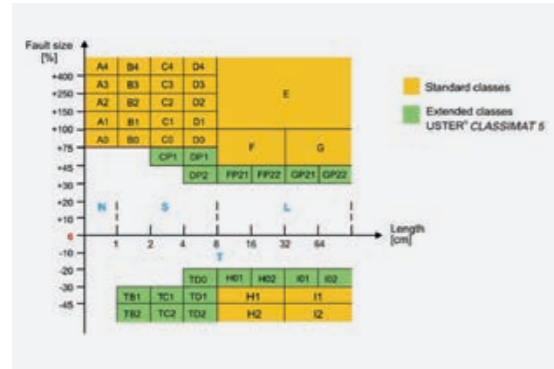 Fault size
[%]
A4 B4 C4 D4
+400
A3 B3 C3 D3
+250
A2 B2 C2 D2 E
+150
A1 B1 C1 D1
+100
A0 B0 C0 D0 F G
+75
CP1 DP1
+45
DP2 FP21 FP22 GP21 GP22
+30
+20 N S L
+10
0
Length
[cm]
1 2 4 8 16 32 64
-10 T
-20
TD0 H01 H02 I01 I02
-30
TB1 TC1 TD1 H1 I1
-45
TB2 TC2 TD2 H2 I2
Standard classes
Extended classes
USTER® CLASSIMAT 5